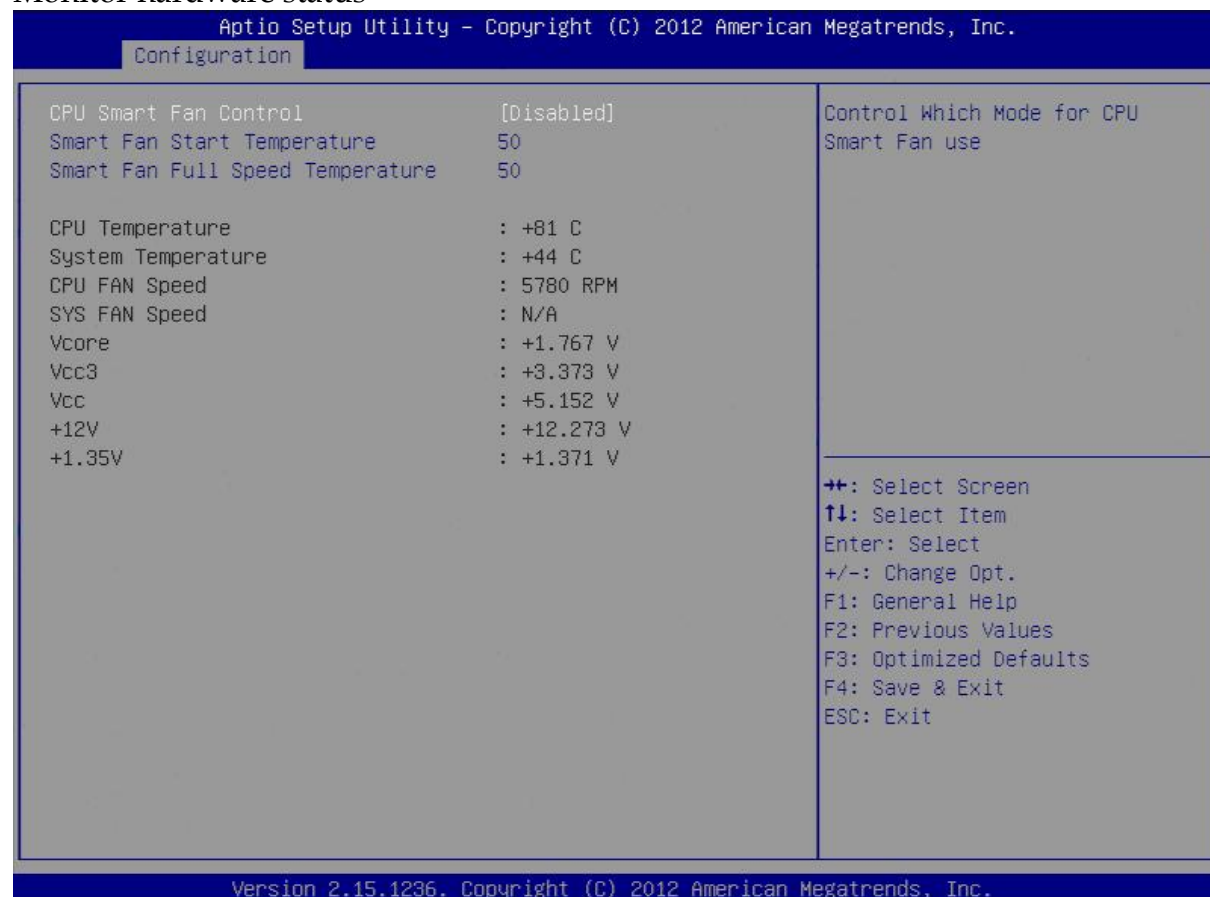 Monitor hardware status
Aptio Setup Utility – Copyright (C) 2012 American Megatrends, Inc.
Configuration
CPU Smart Fan Control [Disabled]
Smart Fan Start Temperature 50
Smart Fan Full Speed Temperature 50
CPU Temperature : +81 C
System Temperature : +44 C
CPU FAN Speed : 5780 RPM
SYS FAN Speed : N/A
Vcore : +1.767 V
Vcc3 : +3.373 V
Vcc : +5.152 V
+12V : +12.273 V
+1.35V : +1.371 V
Control Which Mode for CPU
Smart Fan use
→←: Select Screen
↑↓: Select Item
Enter: Select
+/-: Change Opt.
F1: General Help
F2: Previous Values
F3: Optimized Defaults
F4: Save & Exit
ESC: Exit
Version 2.15.1236. Copyright (C) 2012 American Megatrends, Inc.